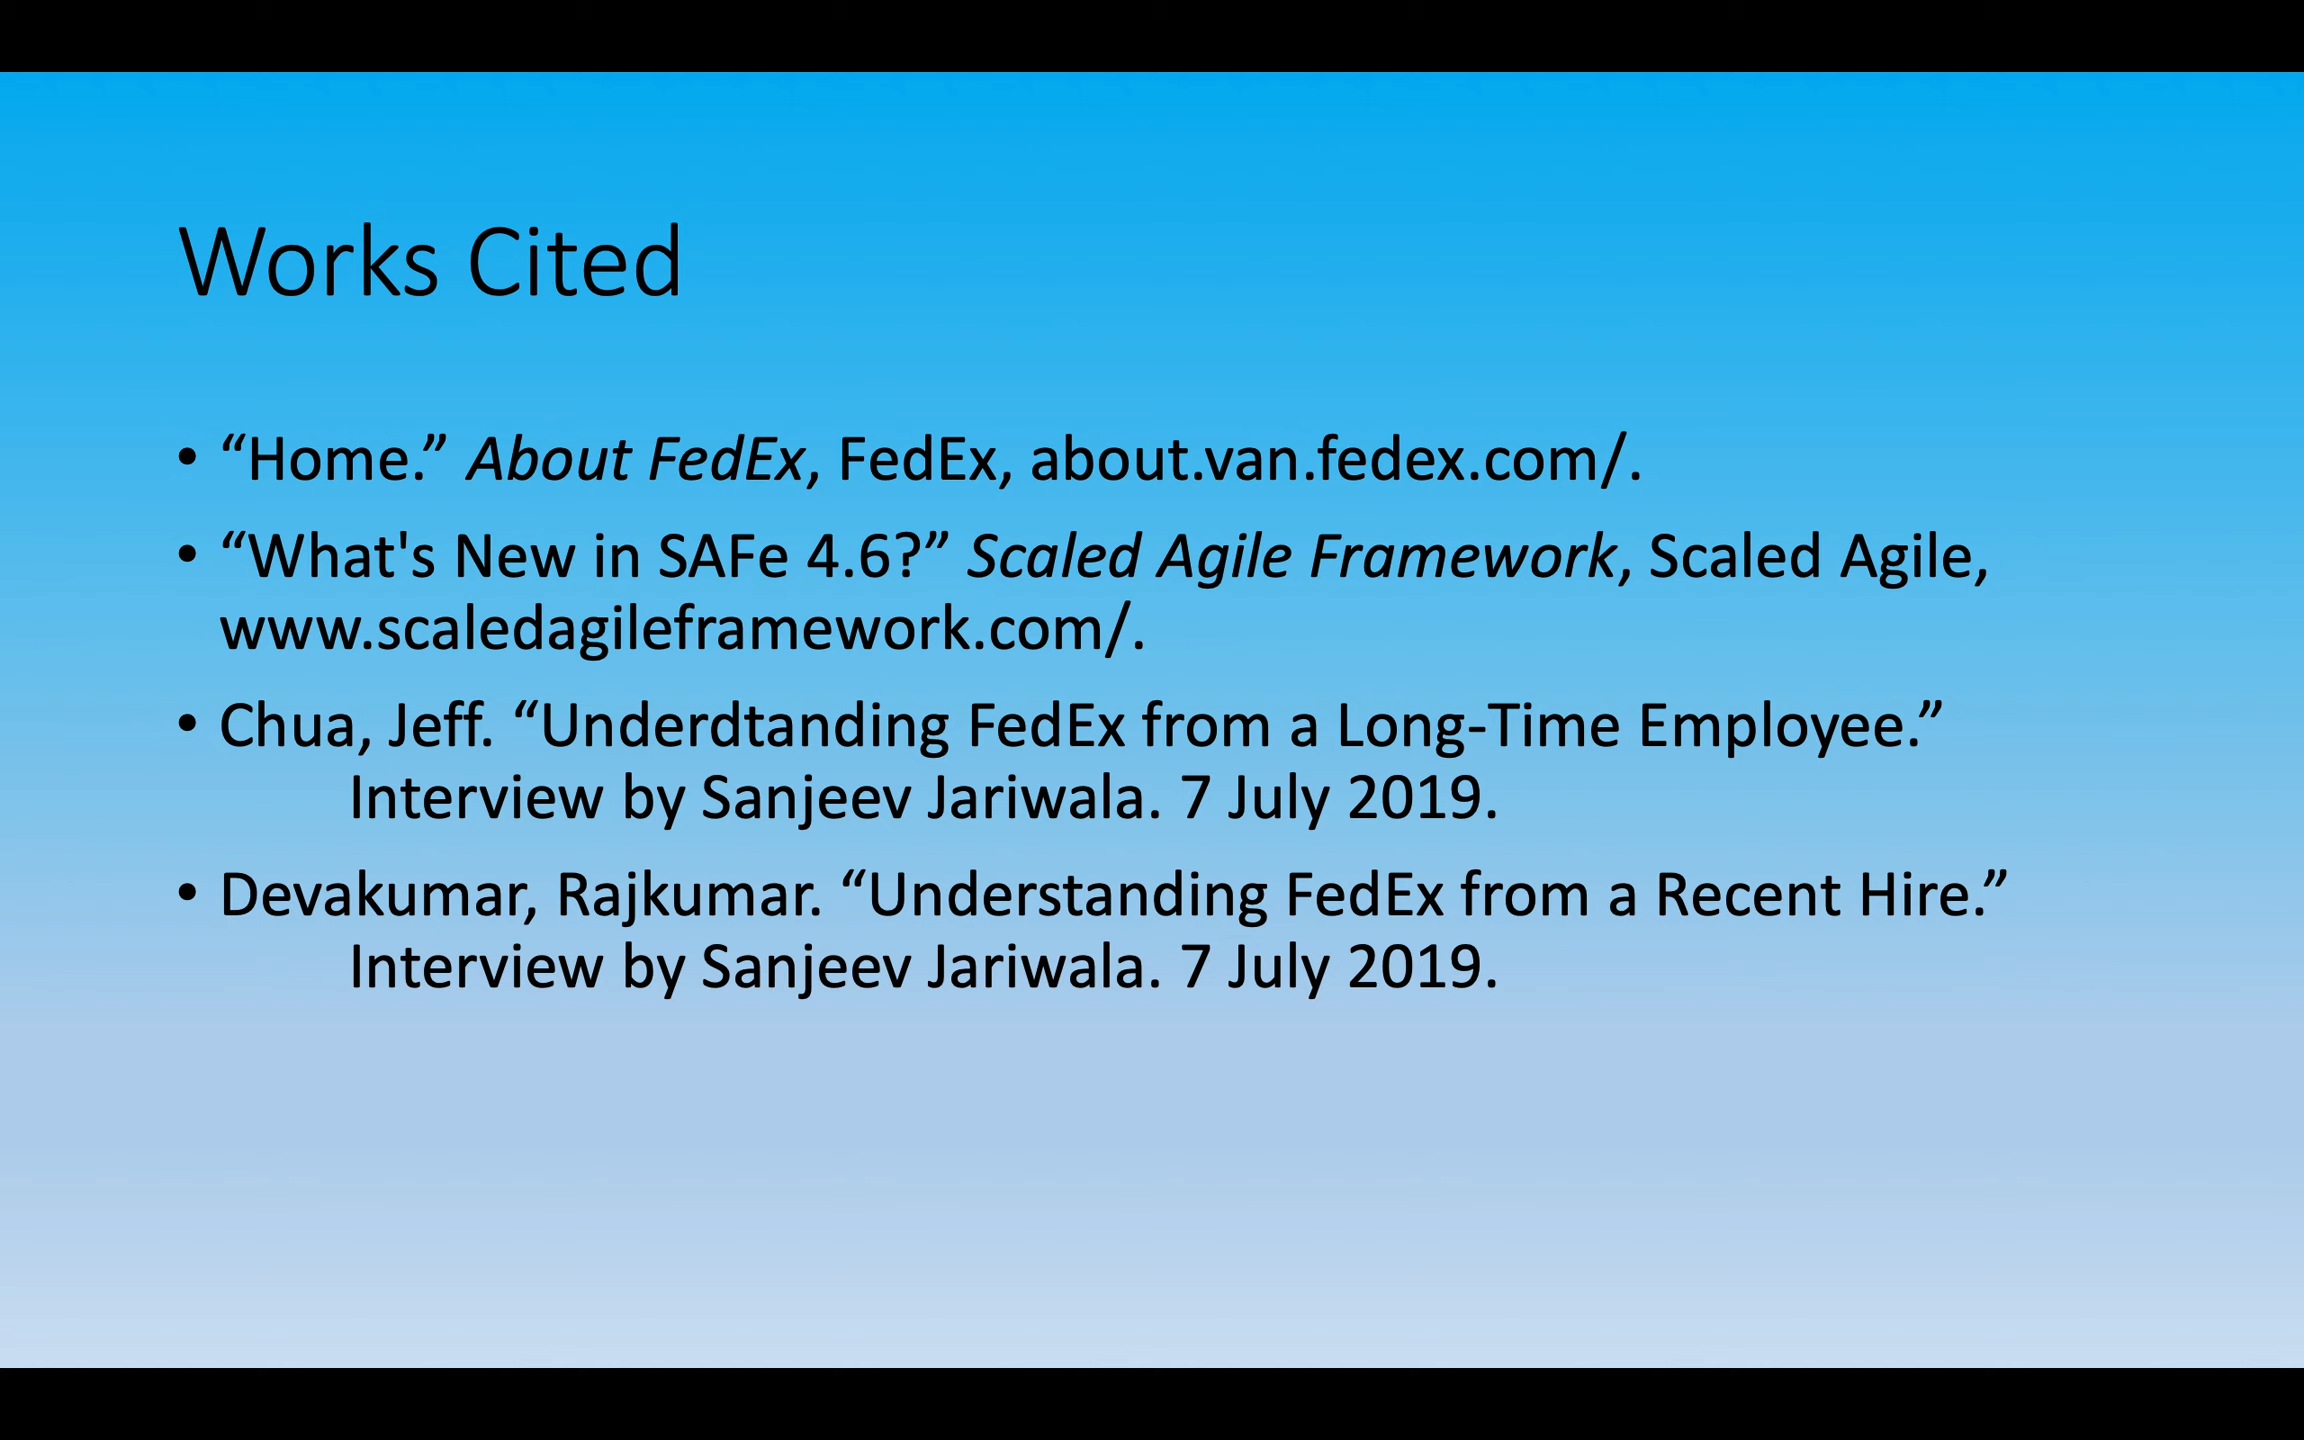 Works Cited
• “Home.” About FedEx, FedEx, about.van.fedex.com/.
• “What's New in SAFe 4.6?” Scaled Agile Framework, Scaled Agile,
www.scaledagileframework.com/.
• Chua, Jeff. “Underdtanding FedEx from a Long-Time Employee.”
Interview by Sanjeev Jariwala. 7 July 2019.
• Devakumar, Rajkumar. “Understanding FedEx from a Recent Hire.”
Interview by Sanjeev Jariwala. 7 July 2019.